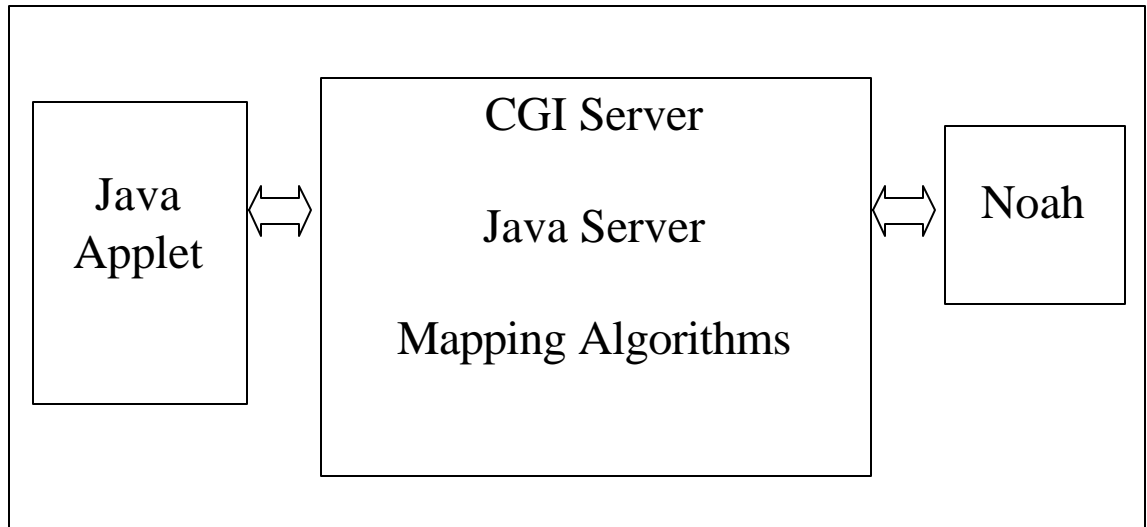 Java
Applet
CGI Server
Java Server
Mapping Algorithms
Noah